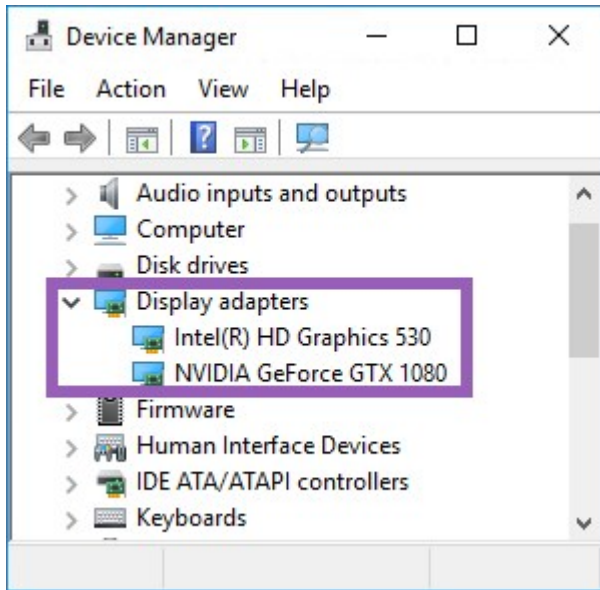 Device Manager
File Action View Help
Audio inputs and outputs
Computer
Disk drives
Display adapters
Intel(R) HD Graphics 530
NVIDIA GeForce GTX 1080
Firmware
Human Interface Devices
IDE ATA/ATAPI controllers
Keyboards